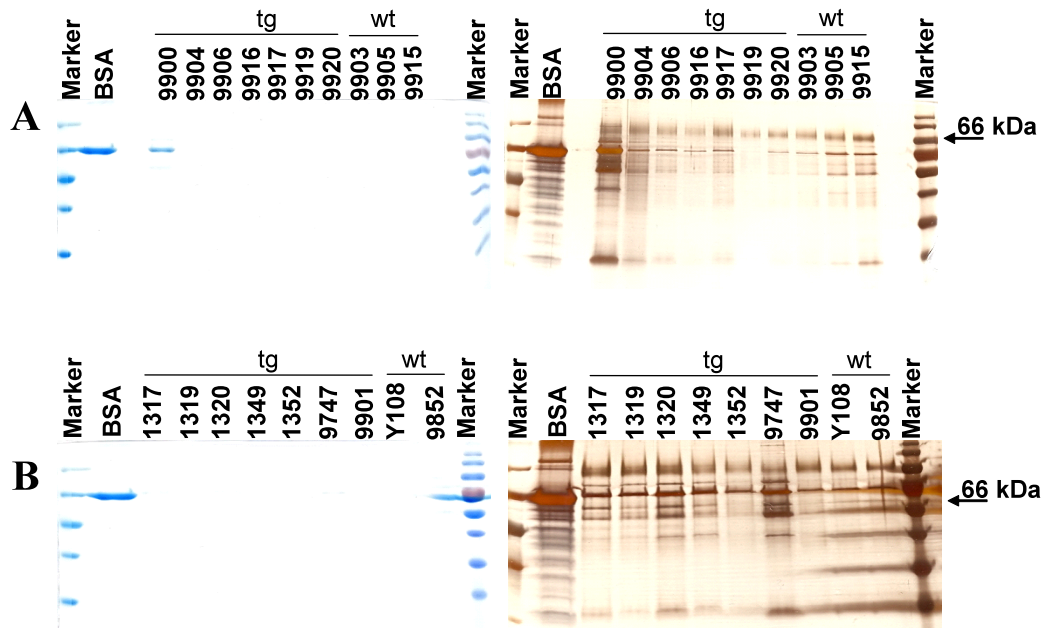 tg wt tg wt
Marker BSA 9900 9904 9906 9916 9917 9919 9920 9903 9905 9915 Marker Marker BSA 9900 9904 9906 9916 9917 9919 9920 9903 9905 9915 Marker
A
66 kDa
tg wt tg wt
Marker BSA 1317 1319 1320 1349 1352 9747 9901 Y108 9852 Marker Marker BSA 1317 1319 1320 1349 1352 9747 9901 Y108 9852 Marker
B
66 kDa